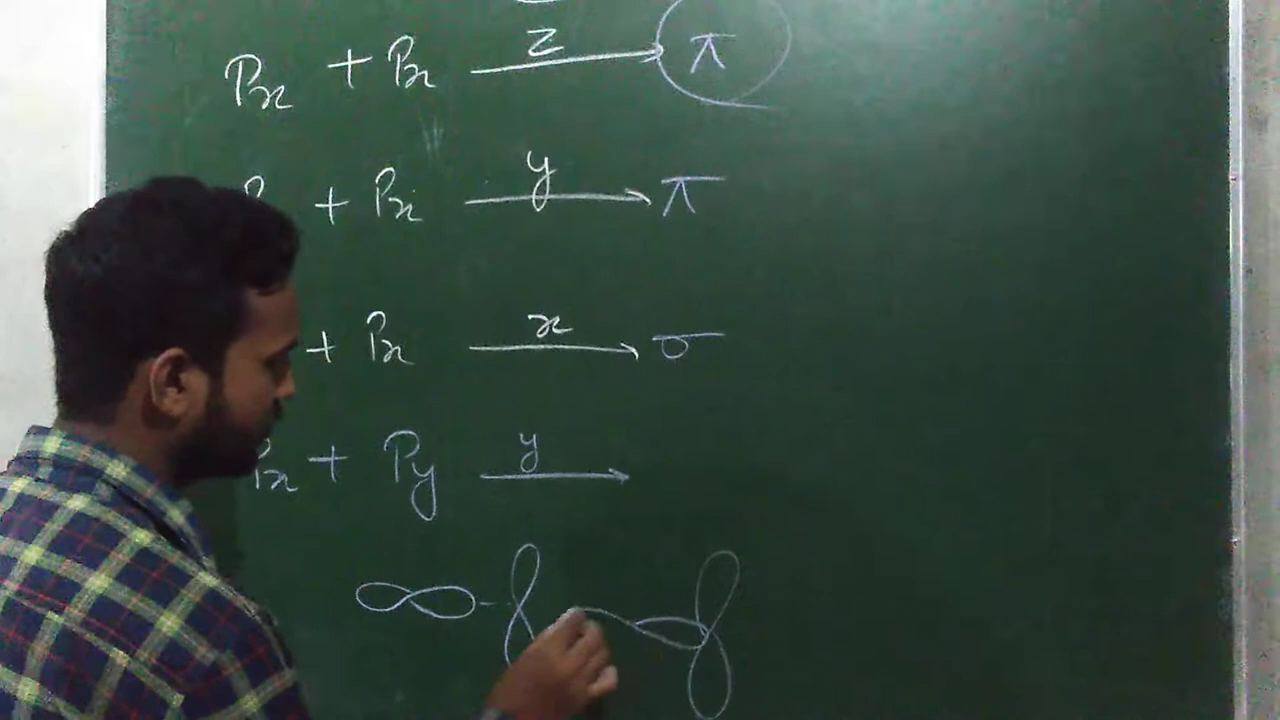 Px + Px z → π
P + Px y → π
+ Px x → σ
Px + Py y →